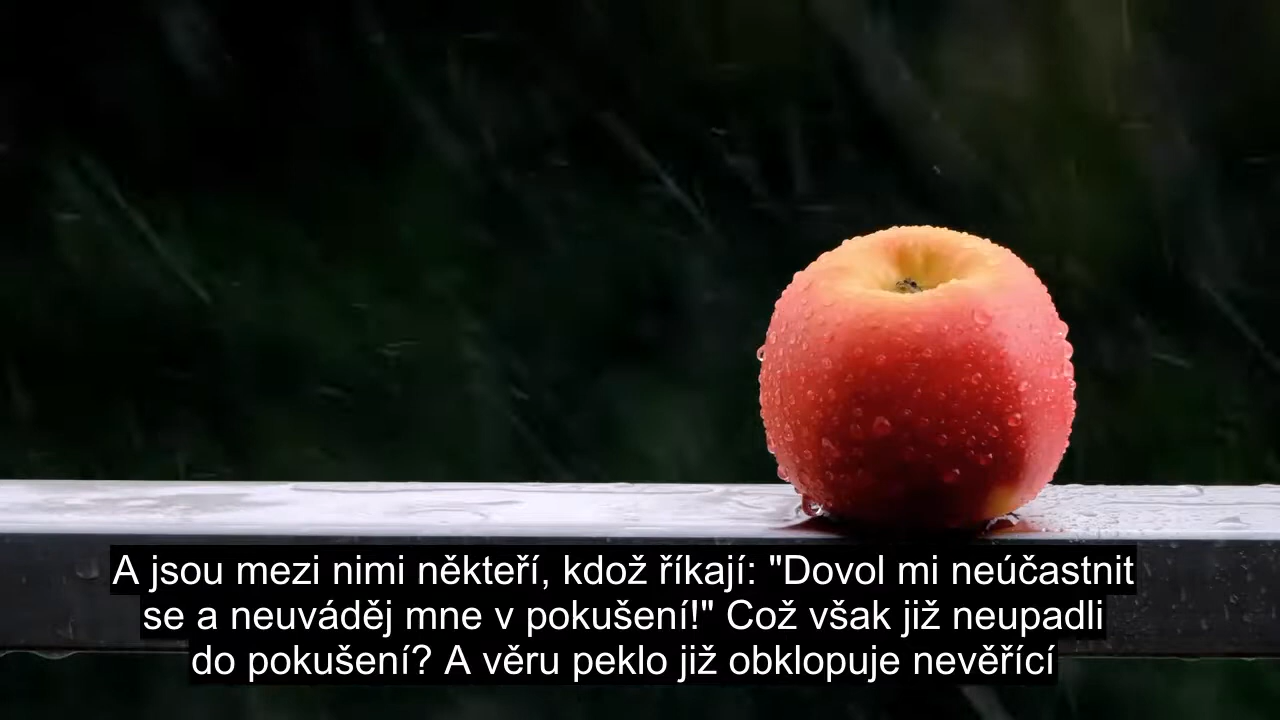 A jsou mezi nimi někteří, kdož říkají: "Dovol mi neúčastnit
se a neuváděj mne v pokušení!" Což však již neupadli
do pokušení? A věru peklo již obklopuje nevěřící